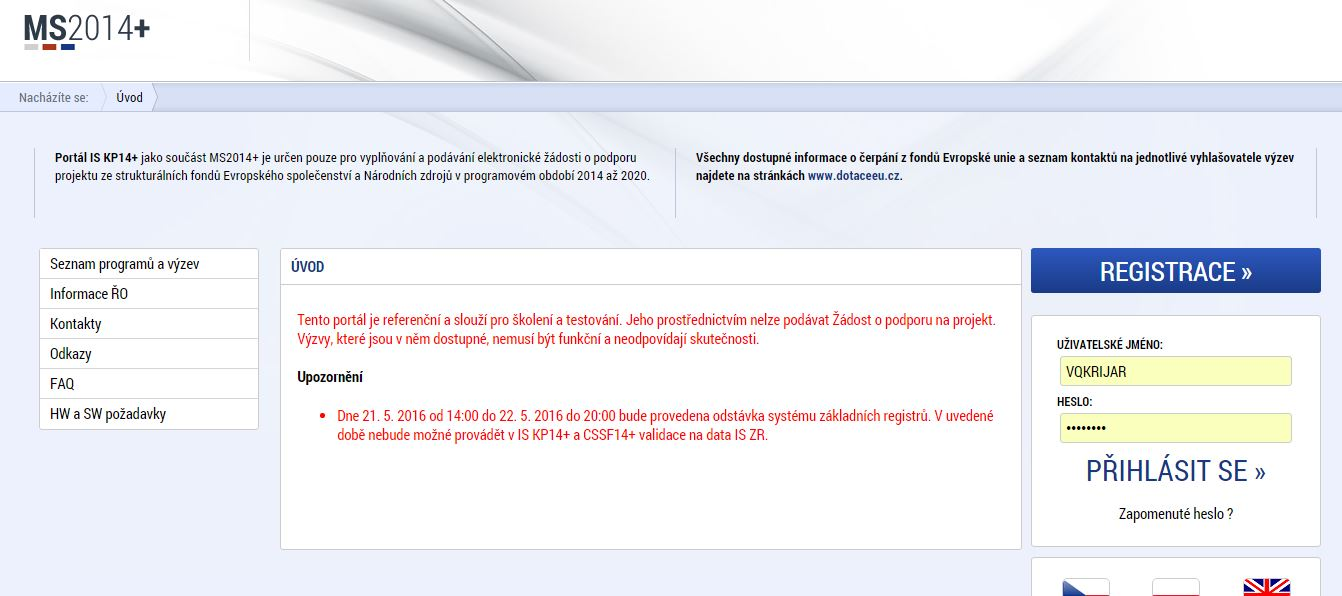 MS2014+
Nacházíte se: Úvod
Portál IS KP14+ jako součást MS2014+ je určen pouze pro vyplňování a podávání elektronické žádosti o podporu
projektu ze strukturálních fondů Evropského společenství a Národních zdrojů v programovém období 2014 až 2020.
Všechny dostupné informace o čerpání z fondů Evropské unie a seznam kontaktů na jednotlivé vyhlašovatele výzev
najdete na stránkách www.dotaceeu.cz.
Seznam programů a výzev
Informace ŘO
Kontakty
Odkazy
FAQ
HW a SW požadavky
ÚVOD
Tento portál je referenční a slouží pro školení a testování. Jeho prostřednictvím nelze podávat Žádost o podporu na projekt.
Výzvy, které jsou v něm dostupné, nemusí být funkční a neodpovídají skutečnosti.
Upozornění
• Dne 21. 5. 2016 od 14:00 do 22. 5. 2016 do 20:00 bude provedena odstávka systému základních registrů. V uvedené
době nebude možné provádět v IS KP14+ a CSSF14+ validace na data IS ZR.
REGISTRACE »
UŽIVATELSKÉ JMÉNO:
VQKRIJAR
HESLO:
••••••••
PŘIHLÁSIT SE »
Zapomenuté heslo ?